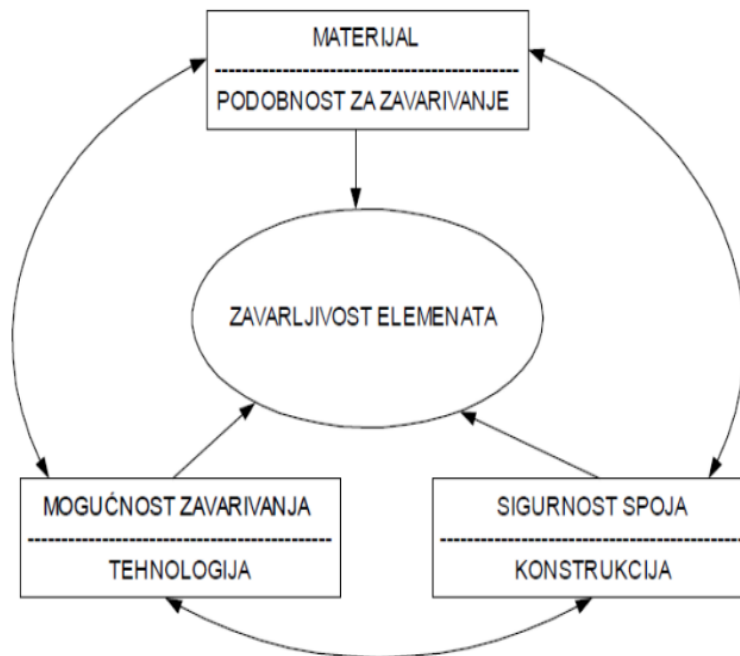 MATERIJAL
PODOBNOST ZA ZAVARIVANJE
ZAVARLJIVOST ELEMENATA
MOGUĆNOST ZAVARIVANJA
TEHNOLOGIJA
SIGURNOST SPOJA
KONSTRUKCIJA